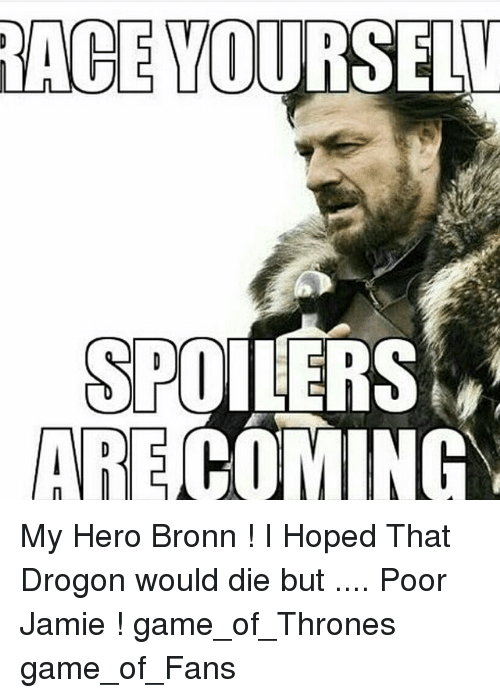 RACE YOURSELV
SPOILERS
ARE COMING
My Hero Bronn ! I Hoped That
Drogon would die but .... Poor
Jamie ! game_of_Thrones
game_of_Fans